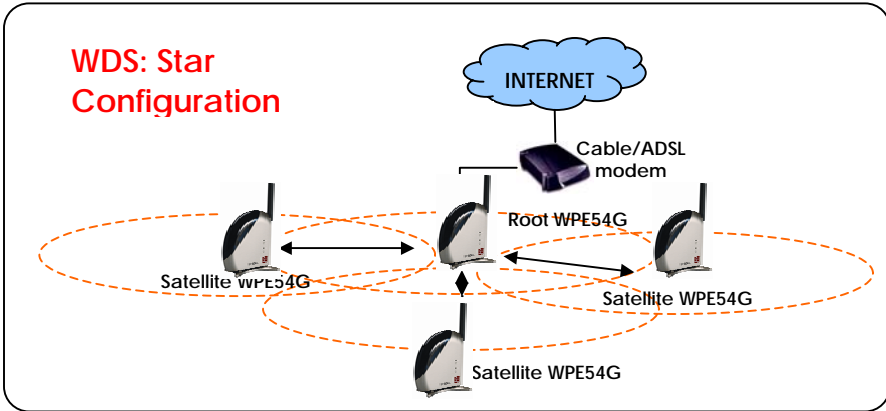 WDS: Star
Configuration
INTERNET
Cable/ADSL
modem
Root WPE54G
Satellite WPE54G
Satellite WPE54G
Satellite WPE54G